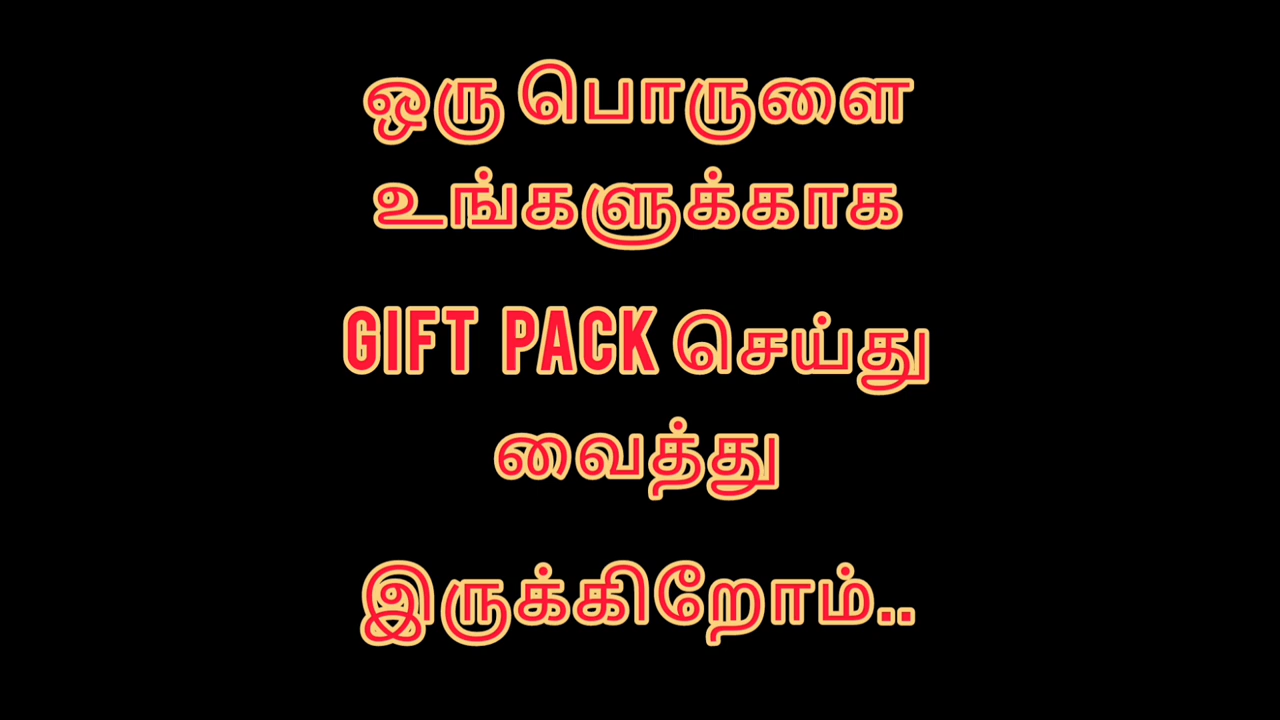 ஒரு பொருளை
உங்களுக்காக
GIFT PACK செய்து
வைத்து
இருக்கிறோம்..